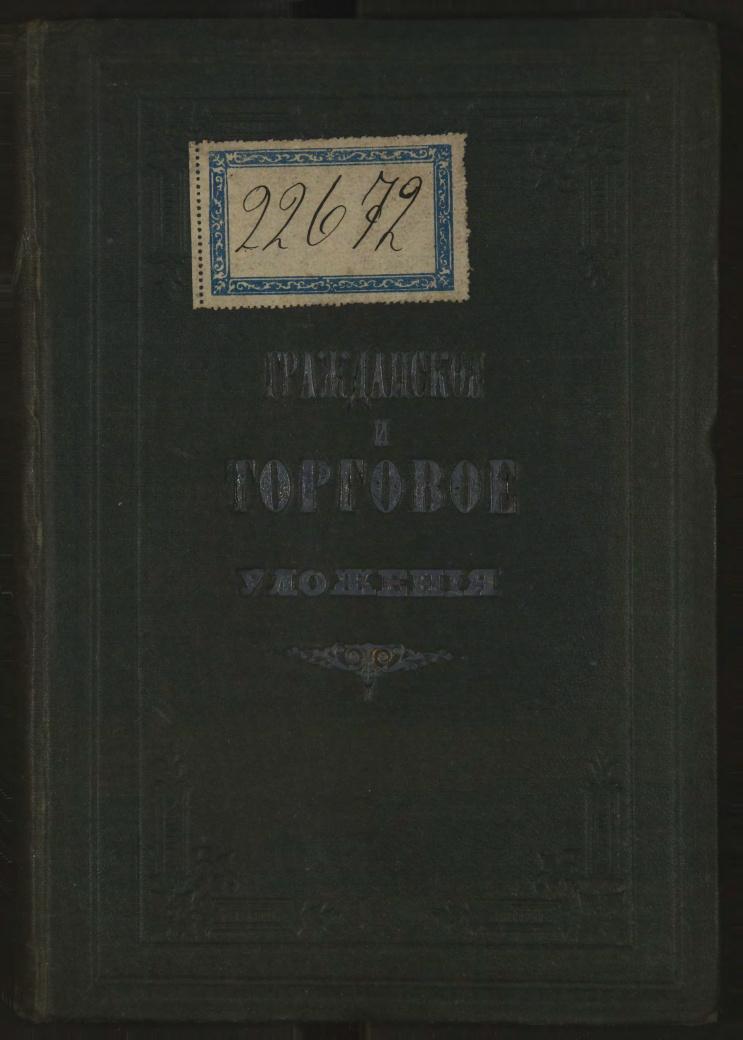 22672
ГРАЖДАНСКОЕ
И
ТОРГОВОЕ
УЛОЖЕНІЯ